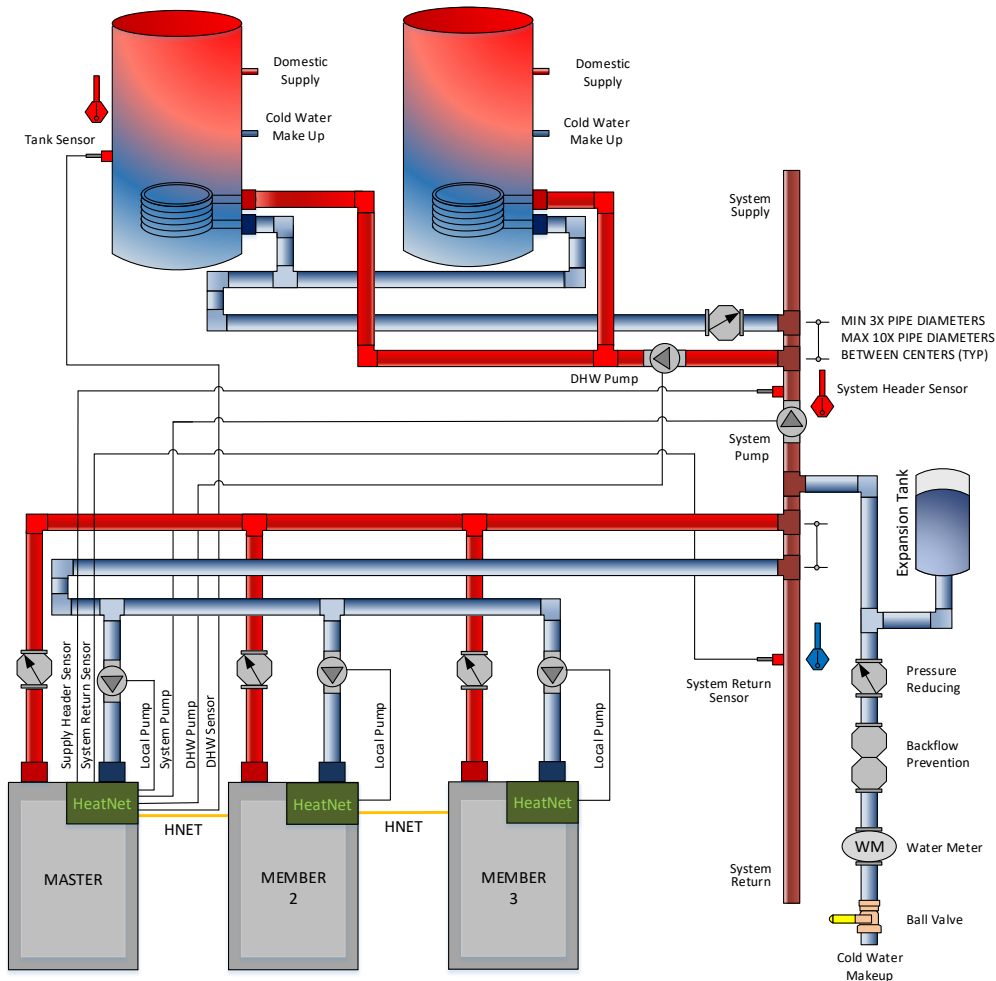 Domestic
Supply
Cold Water
Make Up
Tank Sensor
Domestic
Supply
Cold Water
Make Up
System
Supply
MIN 3X PIPE DIAMETERS
MAX 10X PIPE DIAMETERS
BETWEEN CENTERS (TYP)
DHW Pump
System Header Sensor
System
Pump
Expansion Tank
Supply Header Sensor
System Return Sensor
Local Pump
System Pump
DHW Pump
DHW Sensor
Local Pump
Local Pump
System Return
Sensor
Pressure
Reducing
Backflow
Prevention
HeatNet
HNET
HeatNet
HNET
HeatNet
MASTER
MEMBER
2
MEMBER
3
WM
Water Meter
System
Return
Ball Valve
Cold Water
Makeup